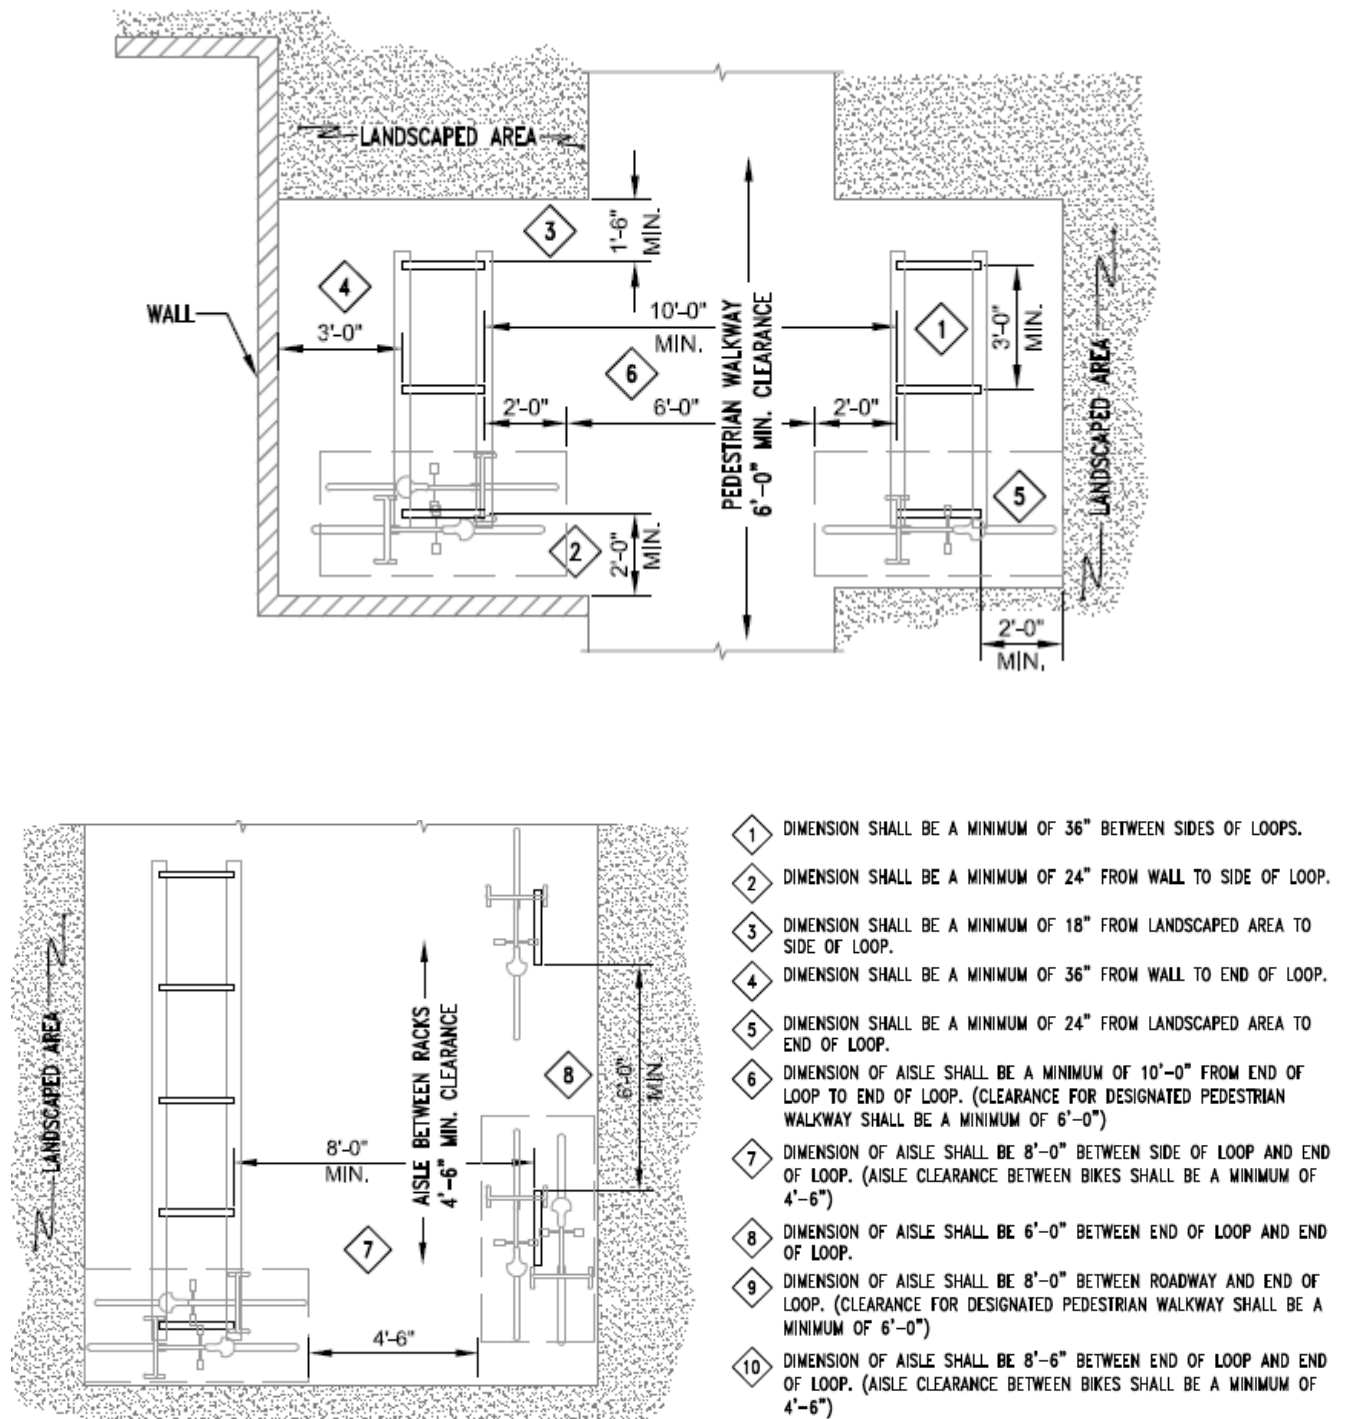 LANDSCAPED AREA
3
1'-6"
MIN.
4
WALL
3'-0"
10'-0"
MIN.
6
2'-0"
6'-0"
PEDESTRIAN WALKWAY
6'-0" MIN. CLEARANCE
2'-0"
1
3'-0"
MIN.
LANDSCAPED AREA
5
2
2'-0"
MIN.
2'-0"
MIN.
LANDSCAPED AREA
8'-0"
MIN.
AISLE BETWEEN RACKS
4'-6" MIN. CLEARANCE
8
6'-0"
MIN.
7
4'-6"
1 DIMENSION SHALL BE A MINIMUM OF 36" BETWEEN SIDES OF LOOPS.
2 DIMENSION SHALL BE A MINIMUM OF 24" FROM WALL TO SIDE OF LOOP.
3 DIMENSION SHALL BE A MINIMUM OF 18" FROM LANDSCAPED AREA TO
SIDE OF LOOP.
4 DIMENSION SHALL BE A MINIMUM OF 36" FROM WALL TO END OF LOOP.
5 DIMENSION SHALL BE A MINIMUM OF 24" FROM LANDSCAPED AREA TO
END OF LOOP.
6 DIMENSION OF AISLE SHALL BE A MINIMUM OF 10'-0" FROM END OF
LOOP TO END OF LOOP. (CLEARANCE FOR DESIGNATED PEDESTRIAN
WALKWAY SHALL BE A MINIMUM OF 6'-0")
7 DIMENSION OF AISLE SHALL BE 8'-0" BETWEEN SIDE OF LOOP AND END
OF LOOP. (AISLE CLEARANCE BETWEEN BIKES SHALL BE A MINIMUM OF
4'-6")
8 DIMENSION OF AISLE SHALL BE 6'-0" BETWEEN END OF LOOP AND END
OF LOOP.
9 DIMENSION OF AISLE SHALL BE 8'-0" BETWEEN ROADWAY AND END OF
LOOP. (CLEARANCE FOR DESIGNATED PEDESTRIAN WALKWAY SHALL BE A
MINIMUM OF 6'-0")
10 DIMENSION OF AISLE SHALL BE 8'-6" BETWEEN END OF LOOP AND END
OF LOOP. (AISLE CLEARANCE BETWEEN BIKES SHALL BE A MINIMUM OF
4'-6")